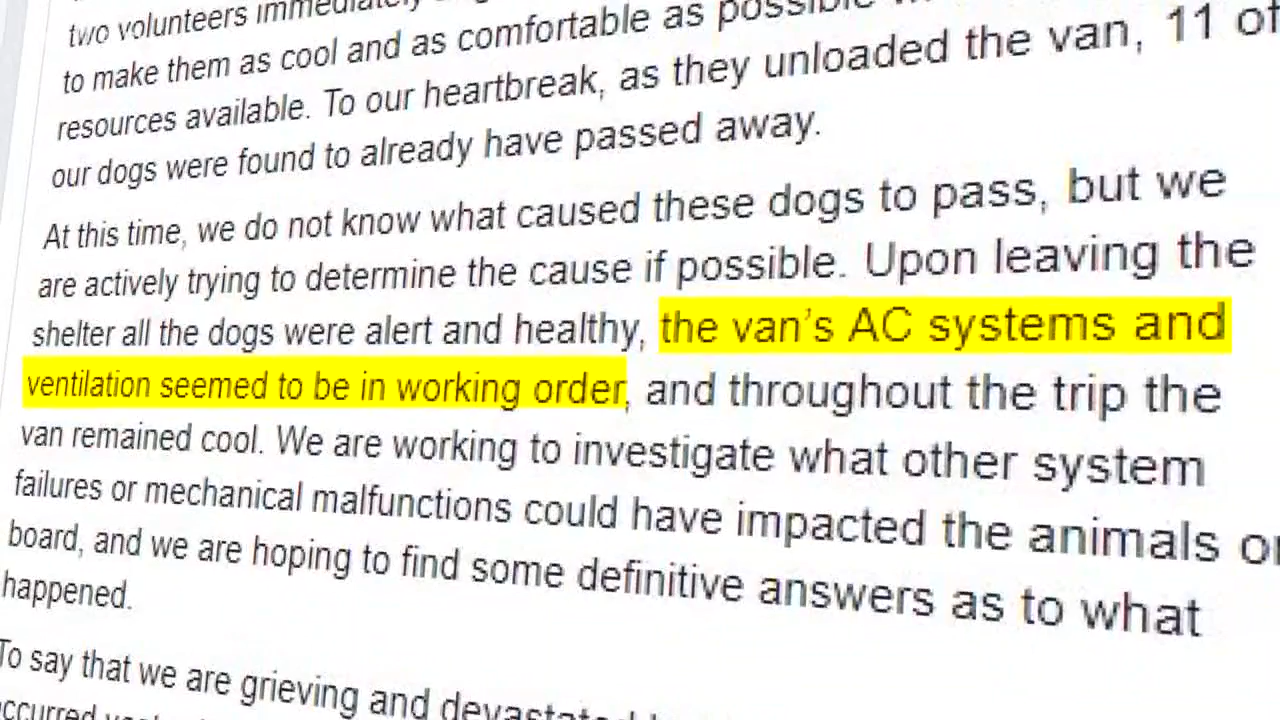 two volunteers immediately
to make them as cool and as comfortable as possible
resources available. To our heartbreak, as they unloaded the van, 11 of
our dogs were found to already have passed away.
At this time, we do not know what caused these dogs to pass, but we
are actively trying to determine the cause if possible. Upon leaving the
shelter all the dogs were alert and healthy, the van's AC systems and
ventilation seemed to be in working order, and throughout the trip the
van remained cool. We are working to investigate what other system
failures or mechanical malfunctions could have impacted the animals on
board, and we are hoping to find some definitive answers as to what
happened.
To say that we are grieving and devastated
occurred